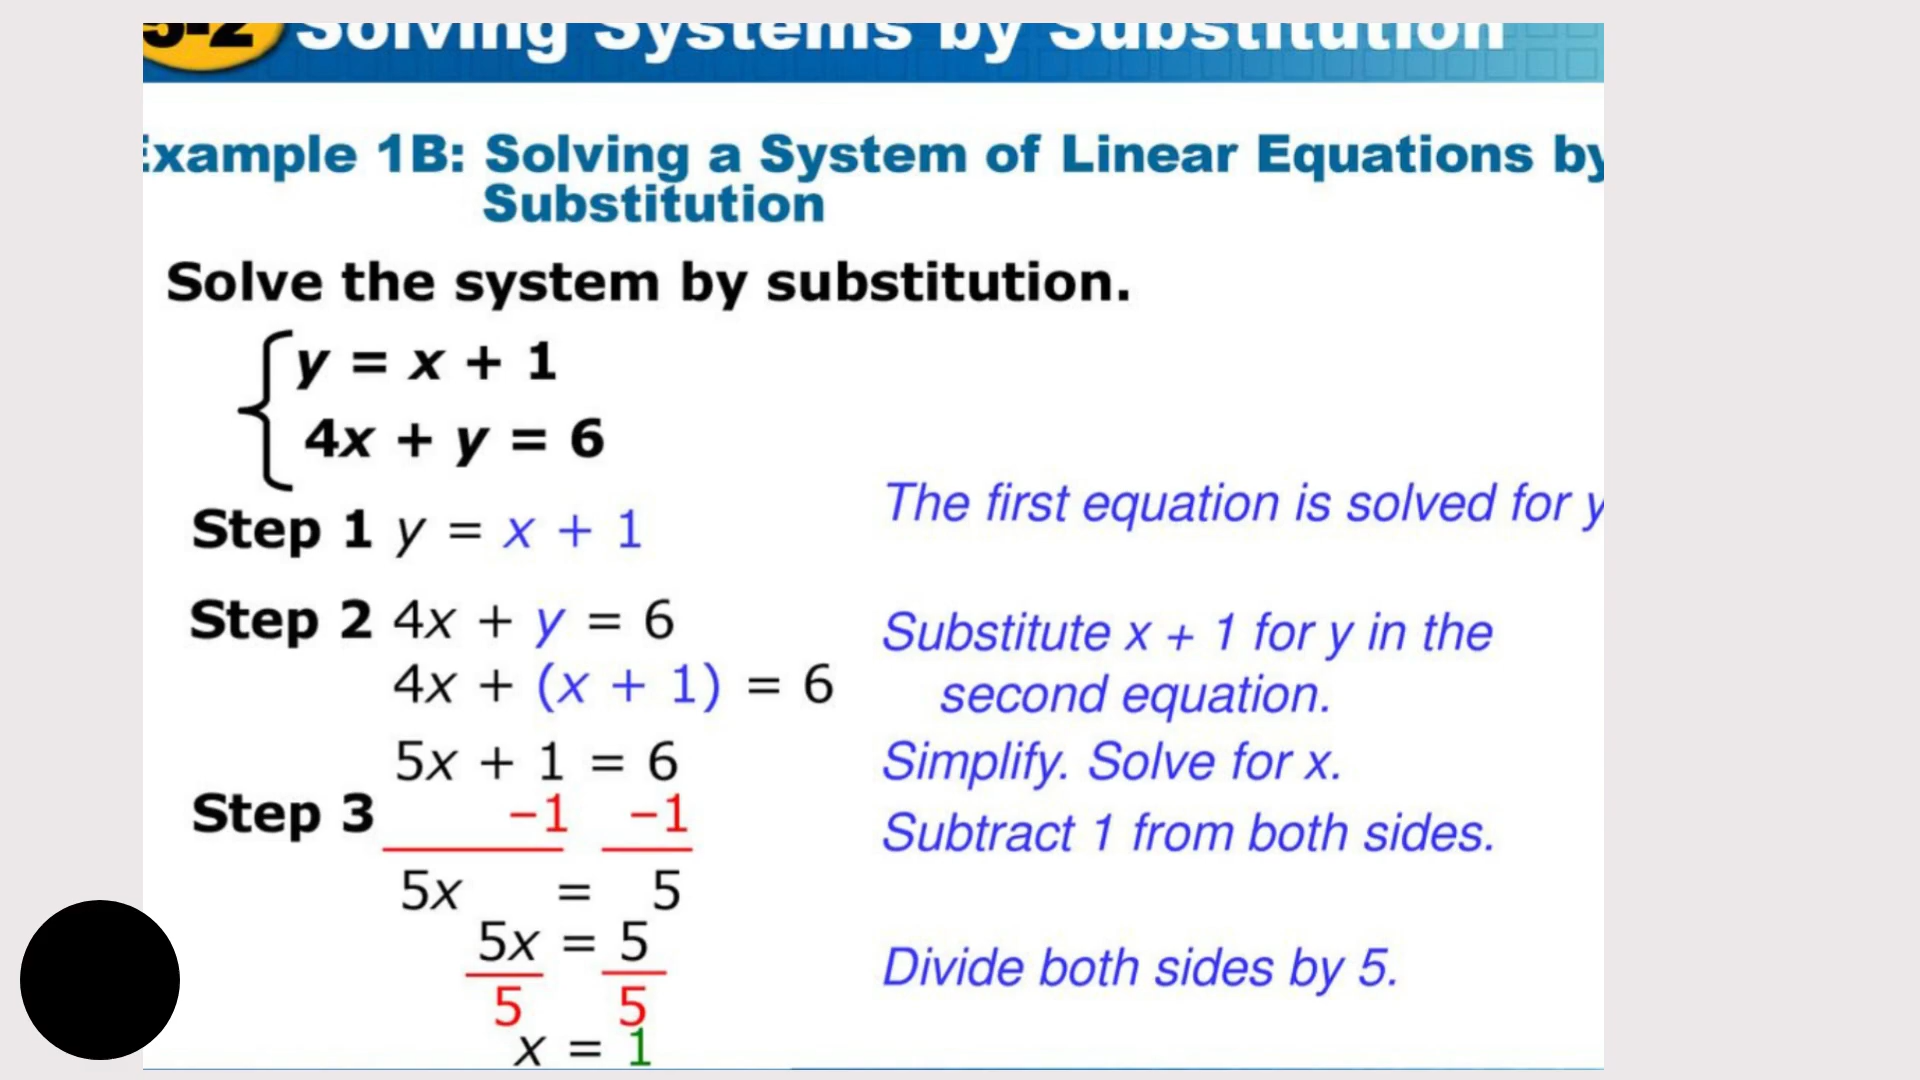 5-2 Solving Systems by Substitution
Example 1B: Solving a System of Linear Equations by
Substitution
Solve the system by substitution.
y = x + 1
4x + y = 6
Step 1 y = x + 1 The first equation is solved for y
Step 2 4x + y = 6 Substitute x + 1 for y in the
4x + (x + 1) = 6 second equation.
5x + 1 = 6 Simplify. Solve for x.
Step 3 −1 −1 Subtract 1 from both sides.
5x = 5
5x = 5
5 5 Divide both sides by 5.
x = 1